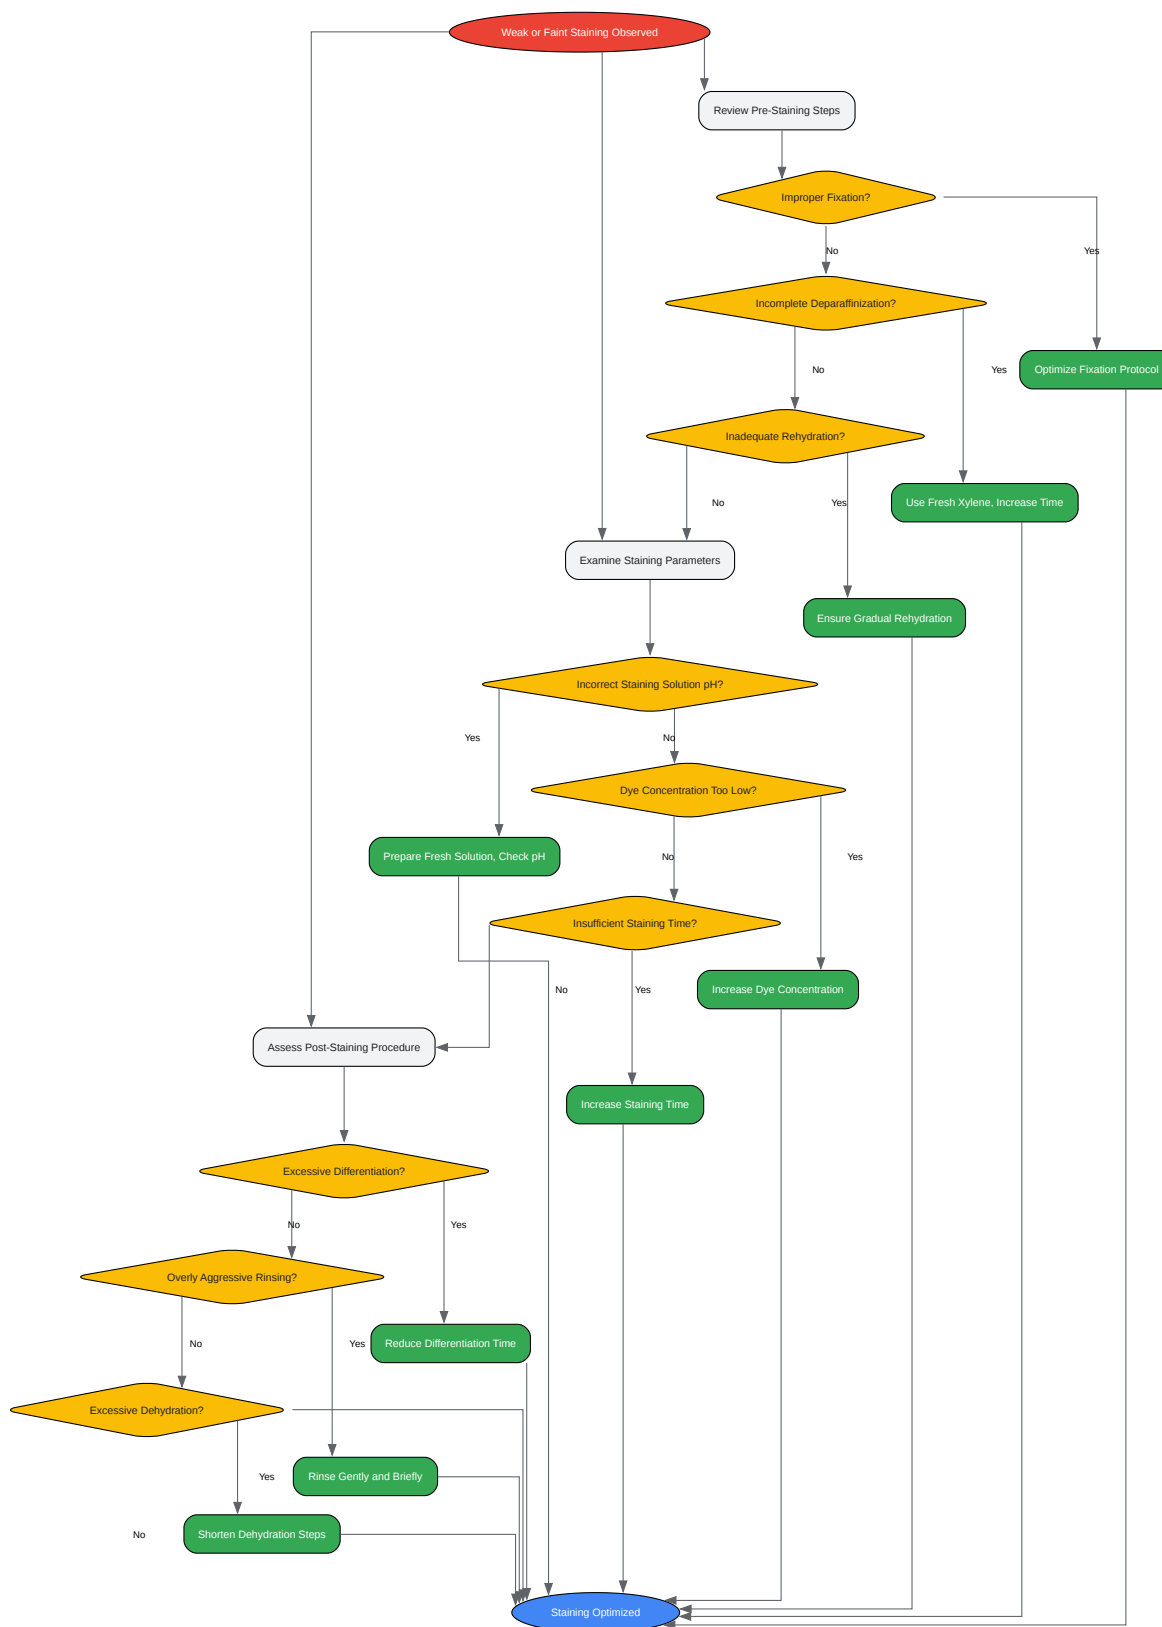 Weak or Faint Staining Observed
Review Pre-Staining Steps
Improper Fixation?
No
Yes
Incomplete Deparaffinization?
No
Yes
Optimize Fixation Protocol
Inadequate Rehydration?
No
Yes
Use Fresh Xylene, Increase Time
Examine Staining Parameters
Ensure Gradual Rehydration
Incorrect Staining Solution pH?
Yes
No
Dye Concentration Too Low?
Prepare Fresh Solution, Check pH
No
Yes
Insufficient Staining Time?
No
Yes
Increase Dye Concentration
Assess Post-Staining Procedure
Increase Staining Time
Excessive Differentiation?
No
Yes
Overly Aggressive Rinsing?
No
Yes
Reduce Differentiation Time
Excessive Dehydration?
Yes
Rinse Gently and Briefly
No
Shorten Dehydration Steps
Staining Optimized